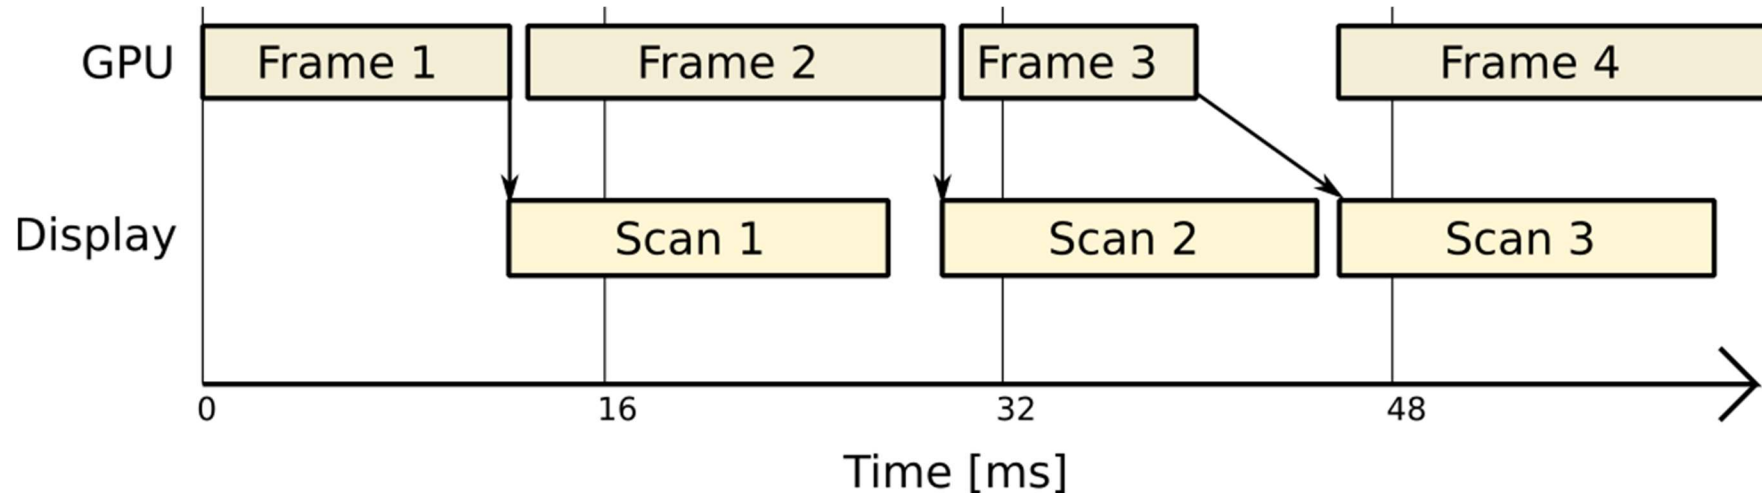 GPU Frame 1 Frame 2 Frame 3 Frame 4
Display Scan 1 Scan 2 Scan 3
0 16 32 48
Time [ms]